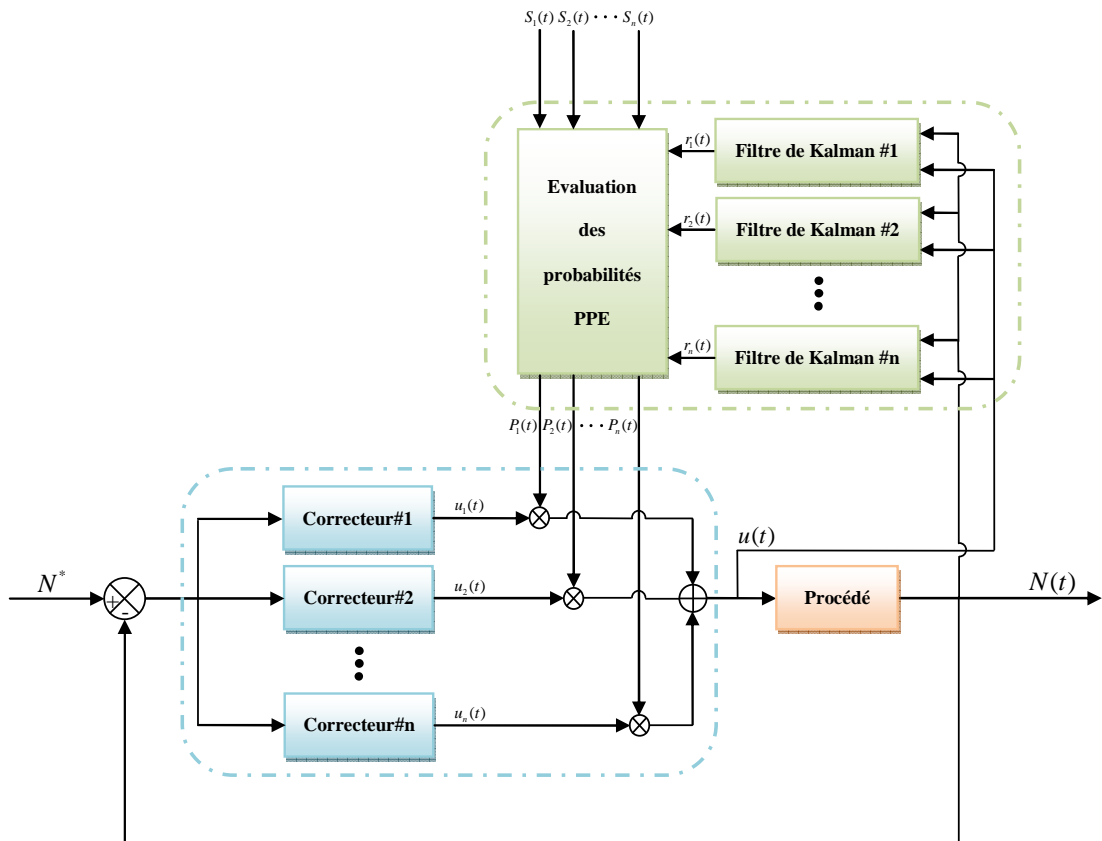 S₁(t) S₂(t) ··· Sₙ(t)
Evaluation
des
probabilités
PPE
r₁(t)
Filtre de Kalman #1
r₂(t)
Filtre de Kalman #2
rₙ(t)
Filtre de Kalman #n
P₁(t) P₂(t) ··· Pₙ(t)
Correcteur#1
u₁(t)
N*
+
-
Correcteur#2
u₂(t)
u(t)
Procédé
N(t)
Correcteur#n
uₙ(t)